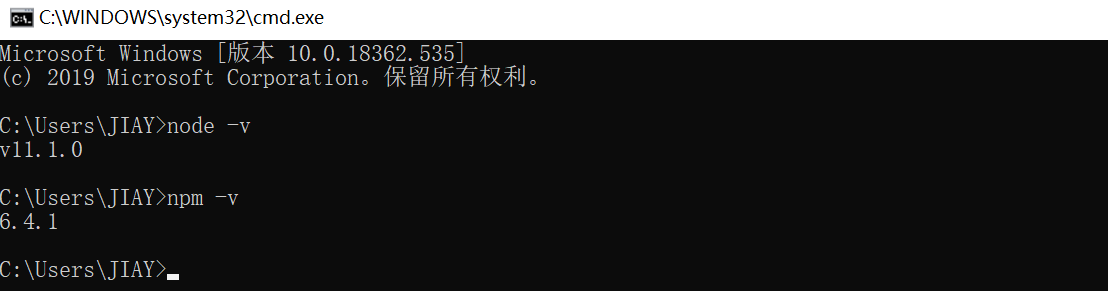 C:\WINDOWS\system32\cmd.exe
Microsoft Windows [版本 10.0.18362.535]
(c) 2019 Microsoft Corporation。保留所有权利。
C:\Users\JIAY>node -v
v11.1.0
C:\Users\JIAY>npm -v
6.4.1
C:\Users\JIAY>